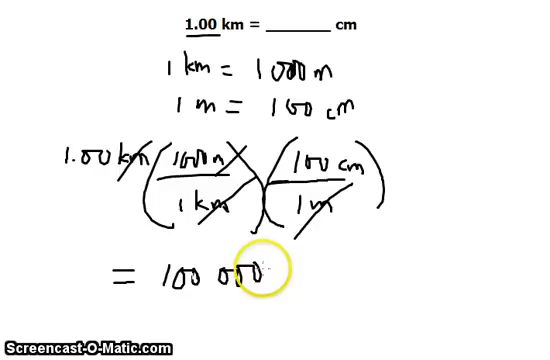 1.00 km = ________ cm
1 km = 1000 m
1 m = 100 cm
1.00 km (1000 m / 1 km) (100 cm / 1 m)
= 100 000
Screencast-O-Matic.com